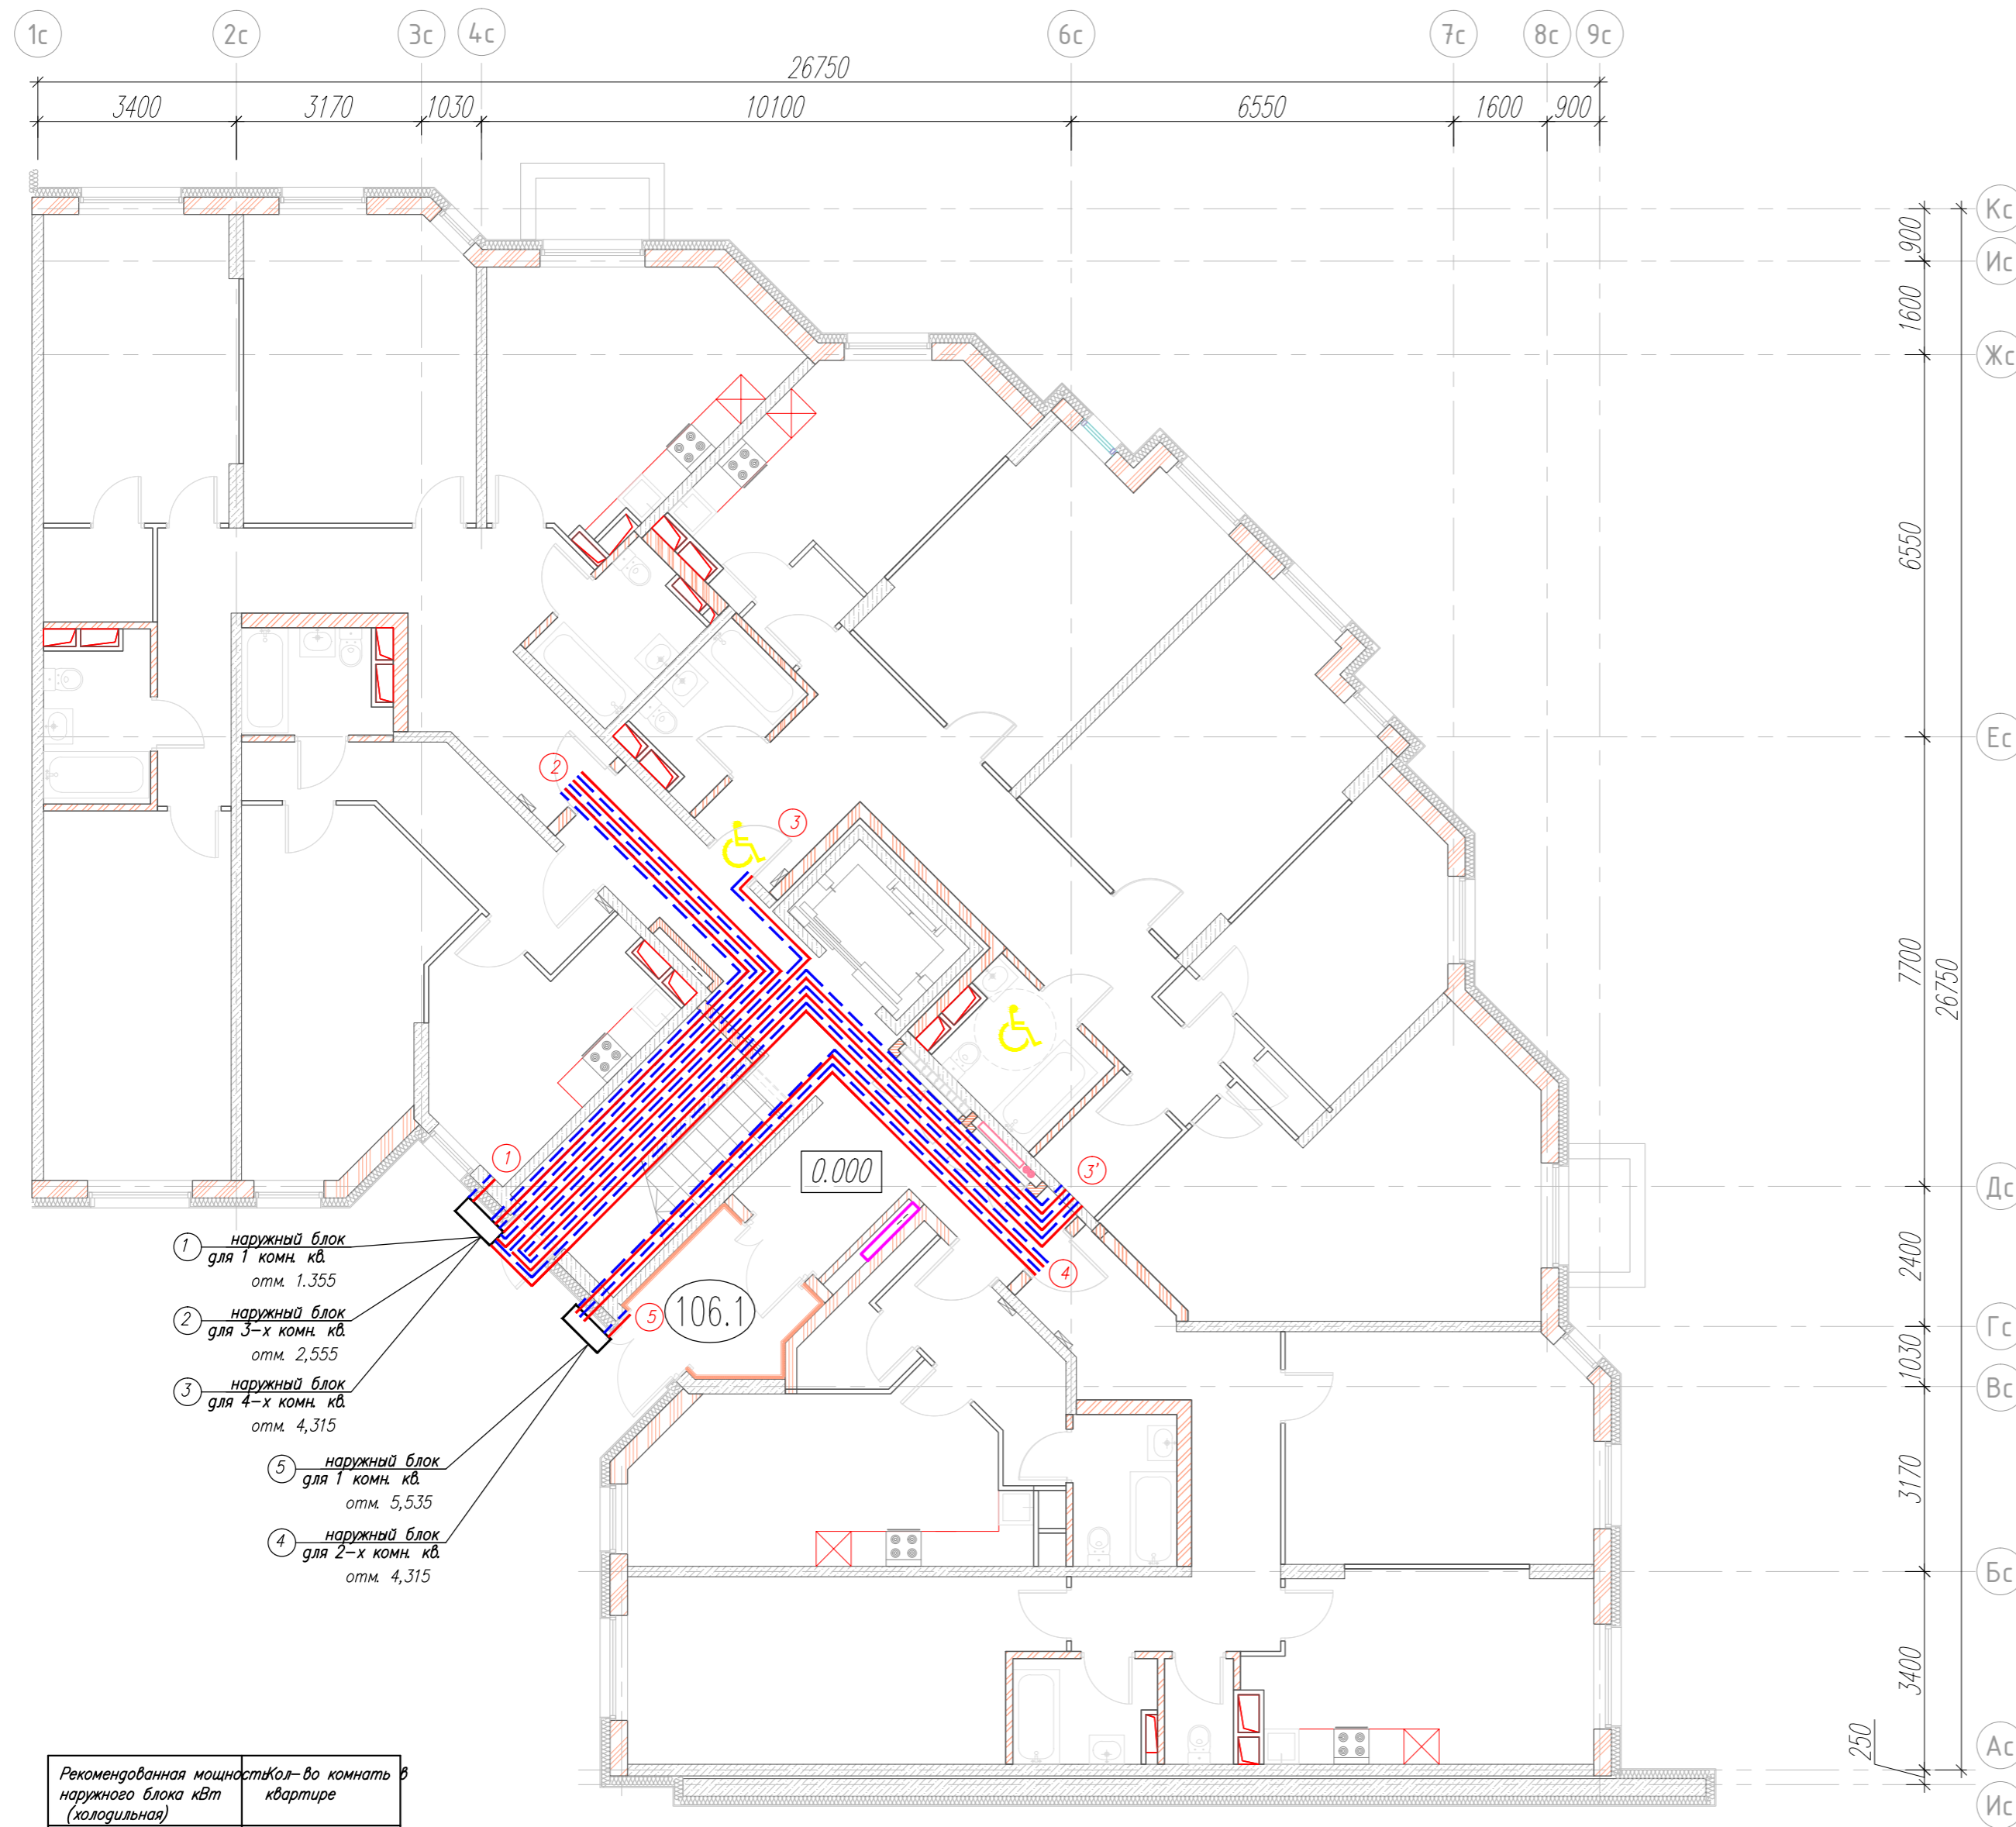 1с 2с 3с 4с 6с 7с 8с 9с
26750
3400 3170 1030 10100 6550 1600 900
Кс
900
Ис
1600
Жс
6550
Ес
7700
26750
Дс
2400
Гс
1030
Вс
3170
Бс
3400
Ас
250
Ис
2
3
1
3'
0.000
4
5
106.1
1 наружный блок
для 1 комн. кв.
отм. 1.355
2 наружный блок
для 3-х комн. кв.
отм. 2,555
3 наружный блок
для 4-х комн. кв.
отм. 4,315
5 наружный блок
для 1 комн. кв.
отм. 5,535
4 наружный блок
для 2-х комн. кв.
отм. 4,315
Рекомендованная мощность Кол-во комнать в
наружного блока кВт квартире
(холодильная)